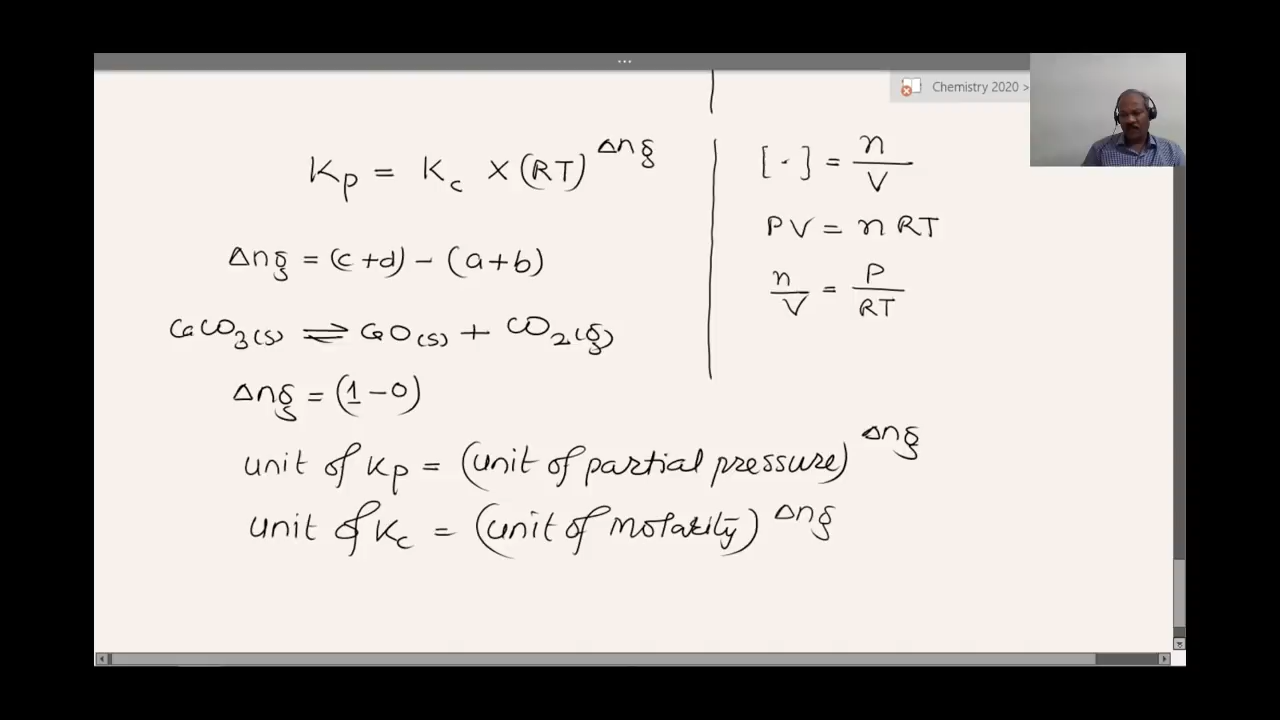 ...
Chemistry 2020 >
Kp = Kc × (RT)^Δng
Δng = (c+d) - (a+b)
CaCO₃(s) ⇌ CaO(s) + CO₂(g)
Δng = (1-0)
unit of Kp = (unit of partial pressure)^Δng
unit of Kc = (unit of molarity)^Δng
[·] = n/V
PV = nRT
n/V = P/RT